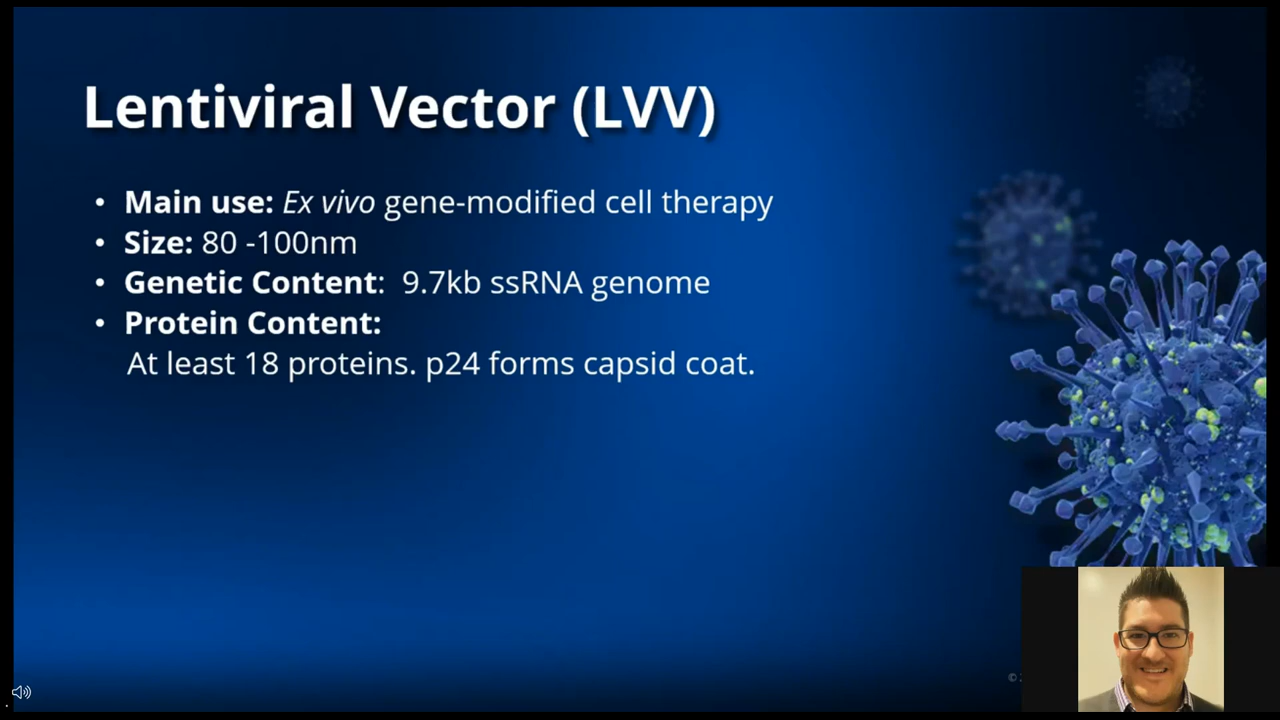 Lentiviral Vector (LVV)
• Main use: Ex vivo gene-modified cell therapy
• Size: 80 -100nm
• Genetic Content:  9.7kb ssRNA genome
• Protein Content:
At least 18 proteins. p24 forms capsid coat.
©